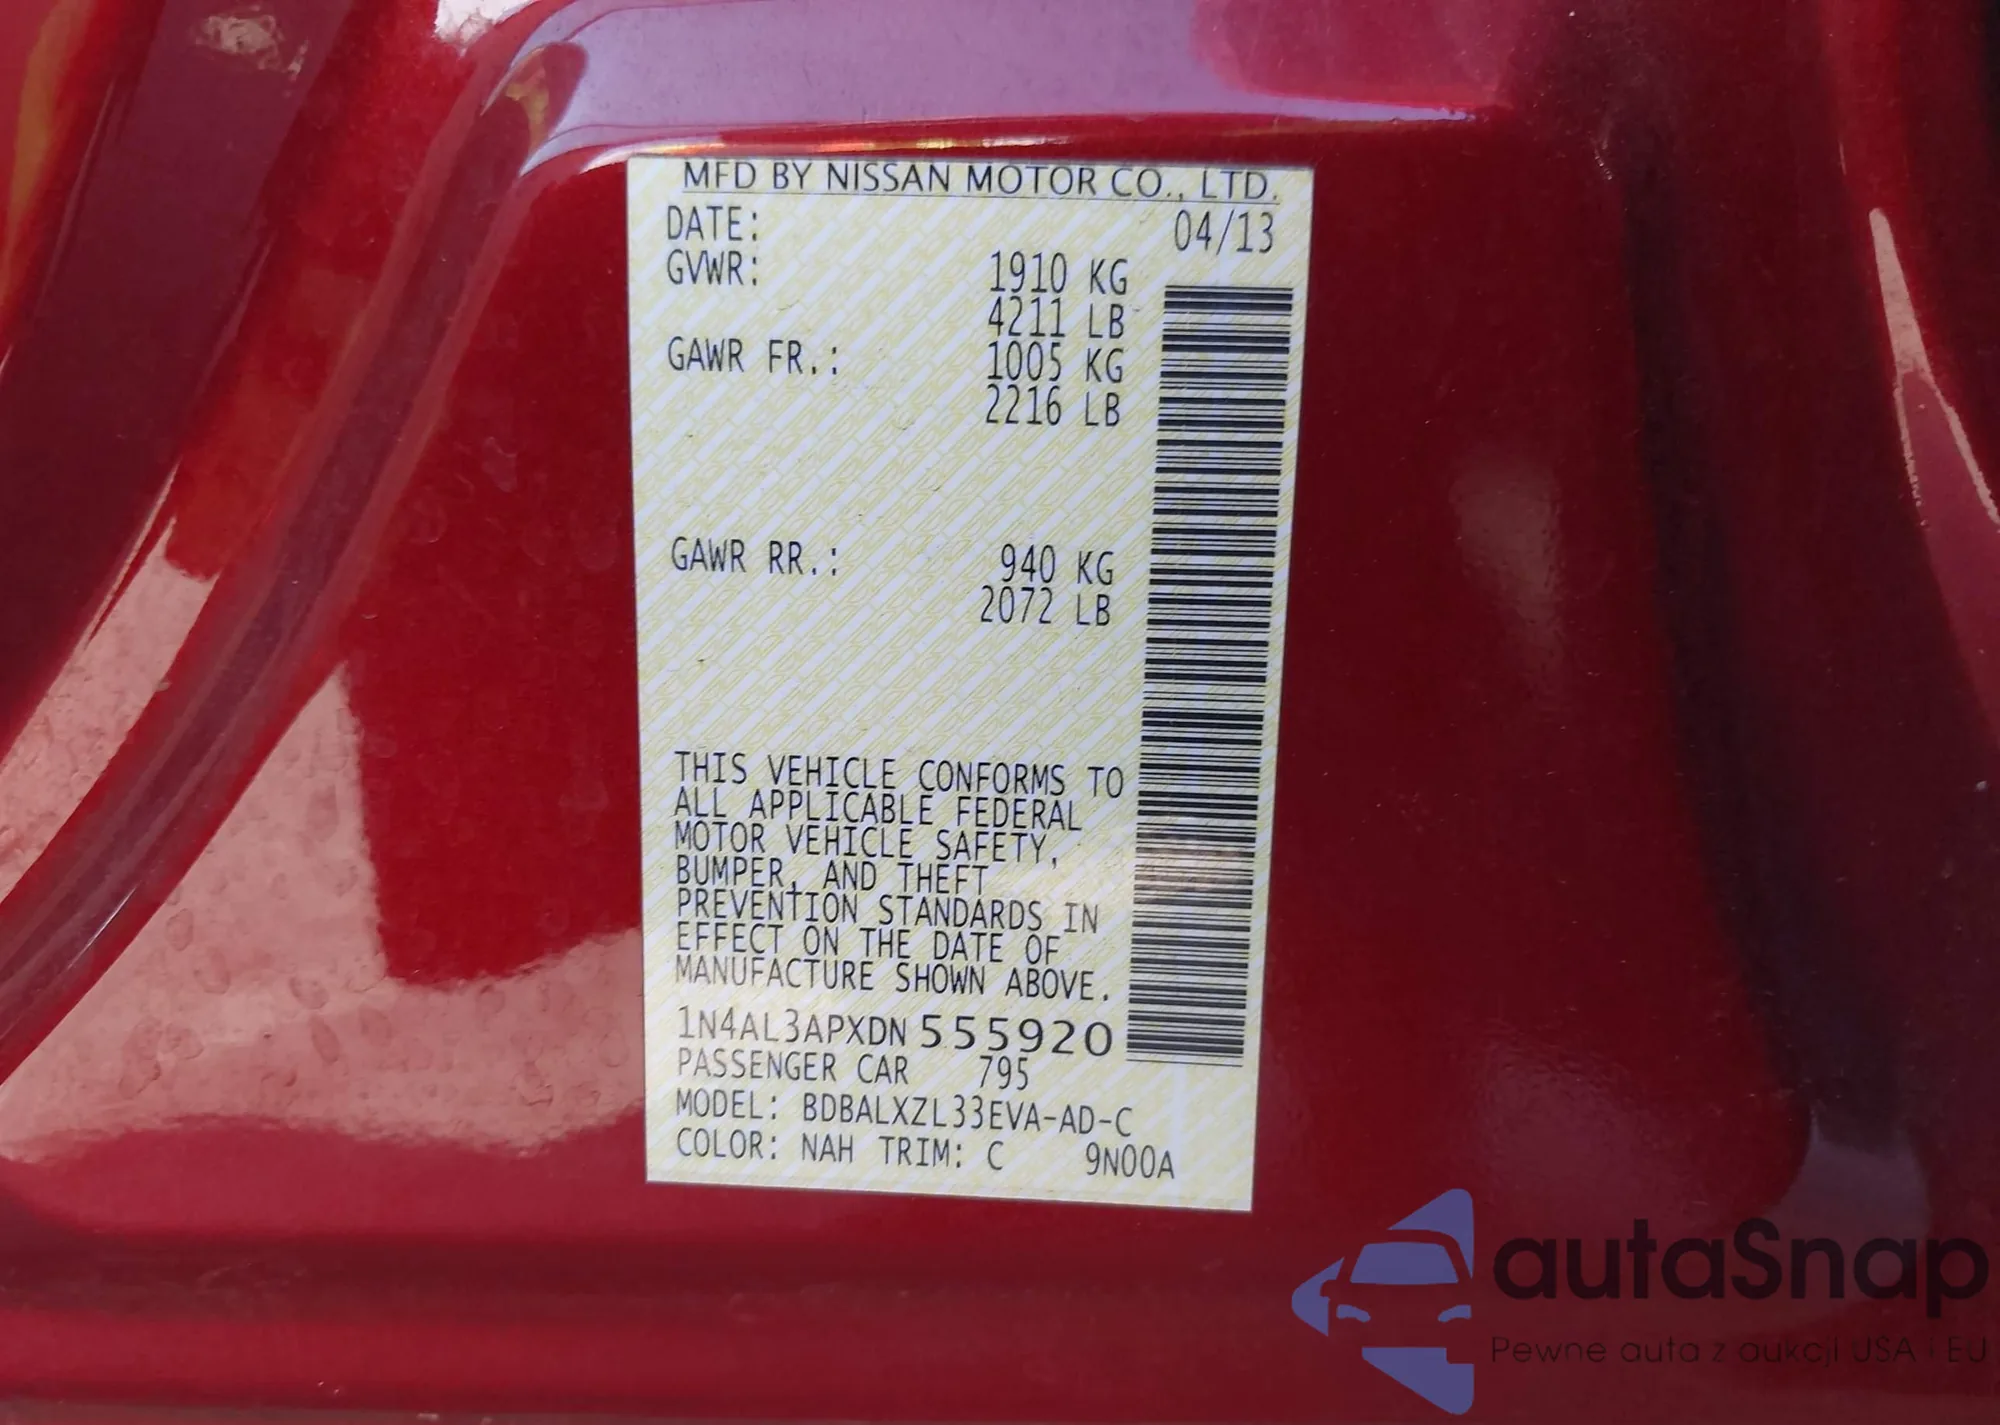 MFD BY NISSAN MOTOR CO., LTD.
DATE: 04/13
GVWR: 1910 KG
4211 LB
GAWR FR.: 1005 KG
2216 LB
GAWR RR.: 940 KG
2072 LB
THIS VEHICLE CONFORMS TO
ALL APPLICABLE FEDERAL
MOTOR VEHICLE SAFETY,
BUMPER, AND THEFT
PREVENTION STANDARDS IN
EFFECT ON THE DATE OF
MANUFACTURE SHOWN ABOVE.
1N4AL3APXDN555920
PASSENGER CAR 795
MODEL: BDBALXZL33EVA-AD-C
COLOR: NAH TRIM: C 9N00A
autaSnap
Pewne auta z aukcji USA i EU